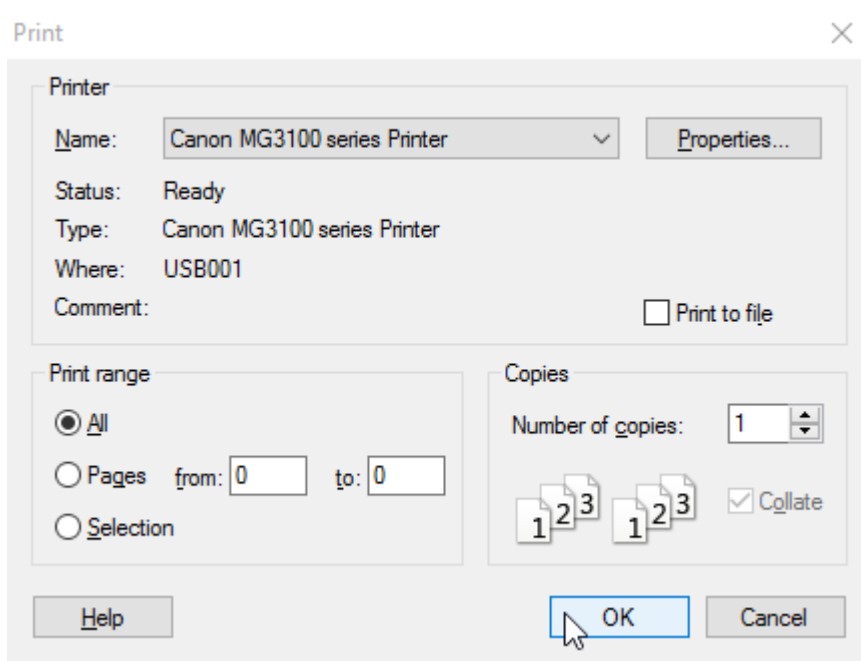 Print
Printer
Name: Canon MG3100 series Printer Properties...
Status: Ready
Type: Canon MG3100 series Printer
Where: USB001
Comment:
Print to file
Print range
All
Pages from: 0 to: 0
Selection
Copies
Number of copies: 1
1 2 3 1 2 3
Collate
Help
OK Cancel